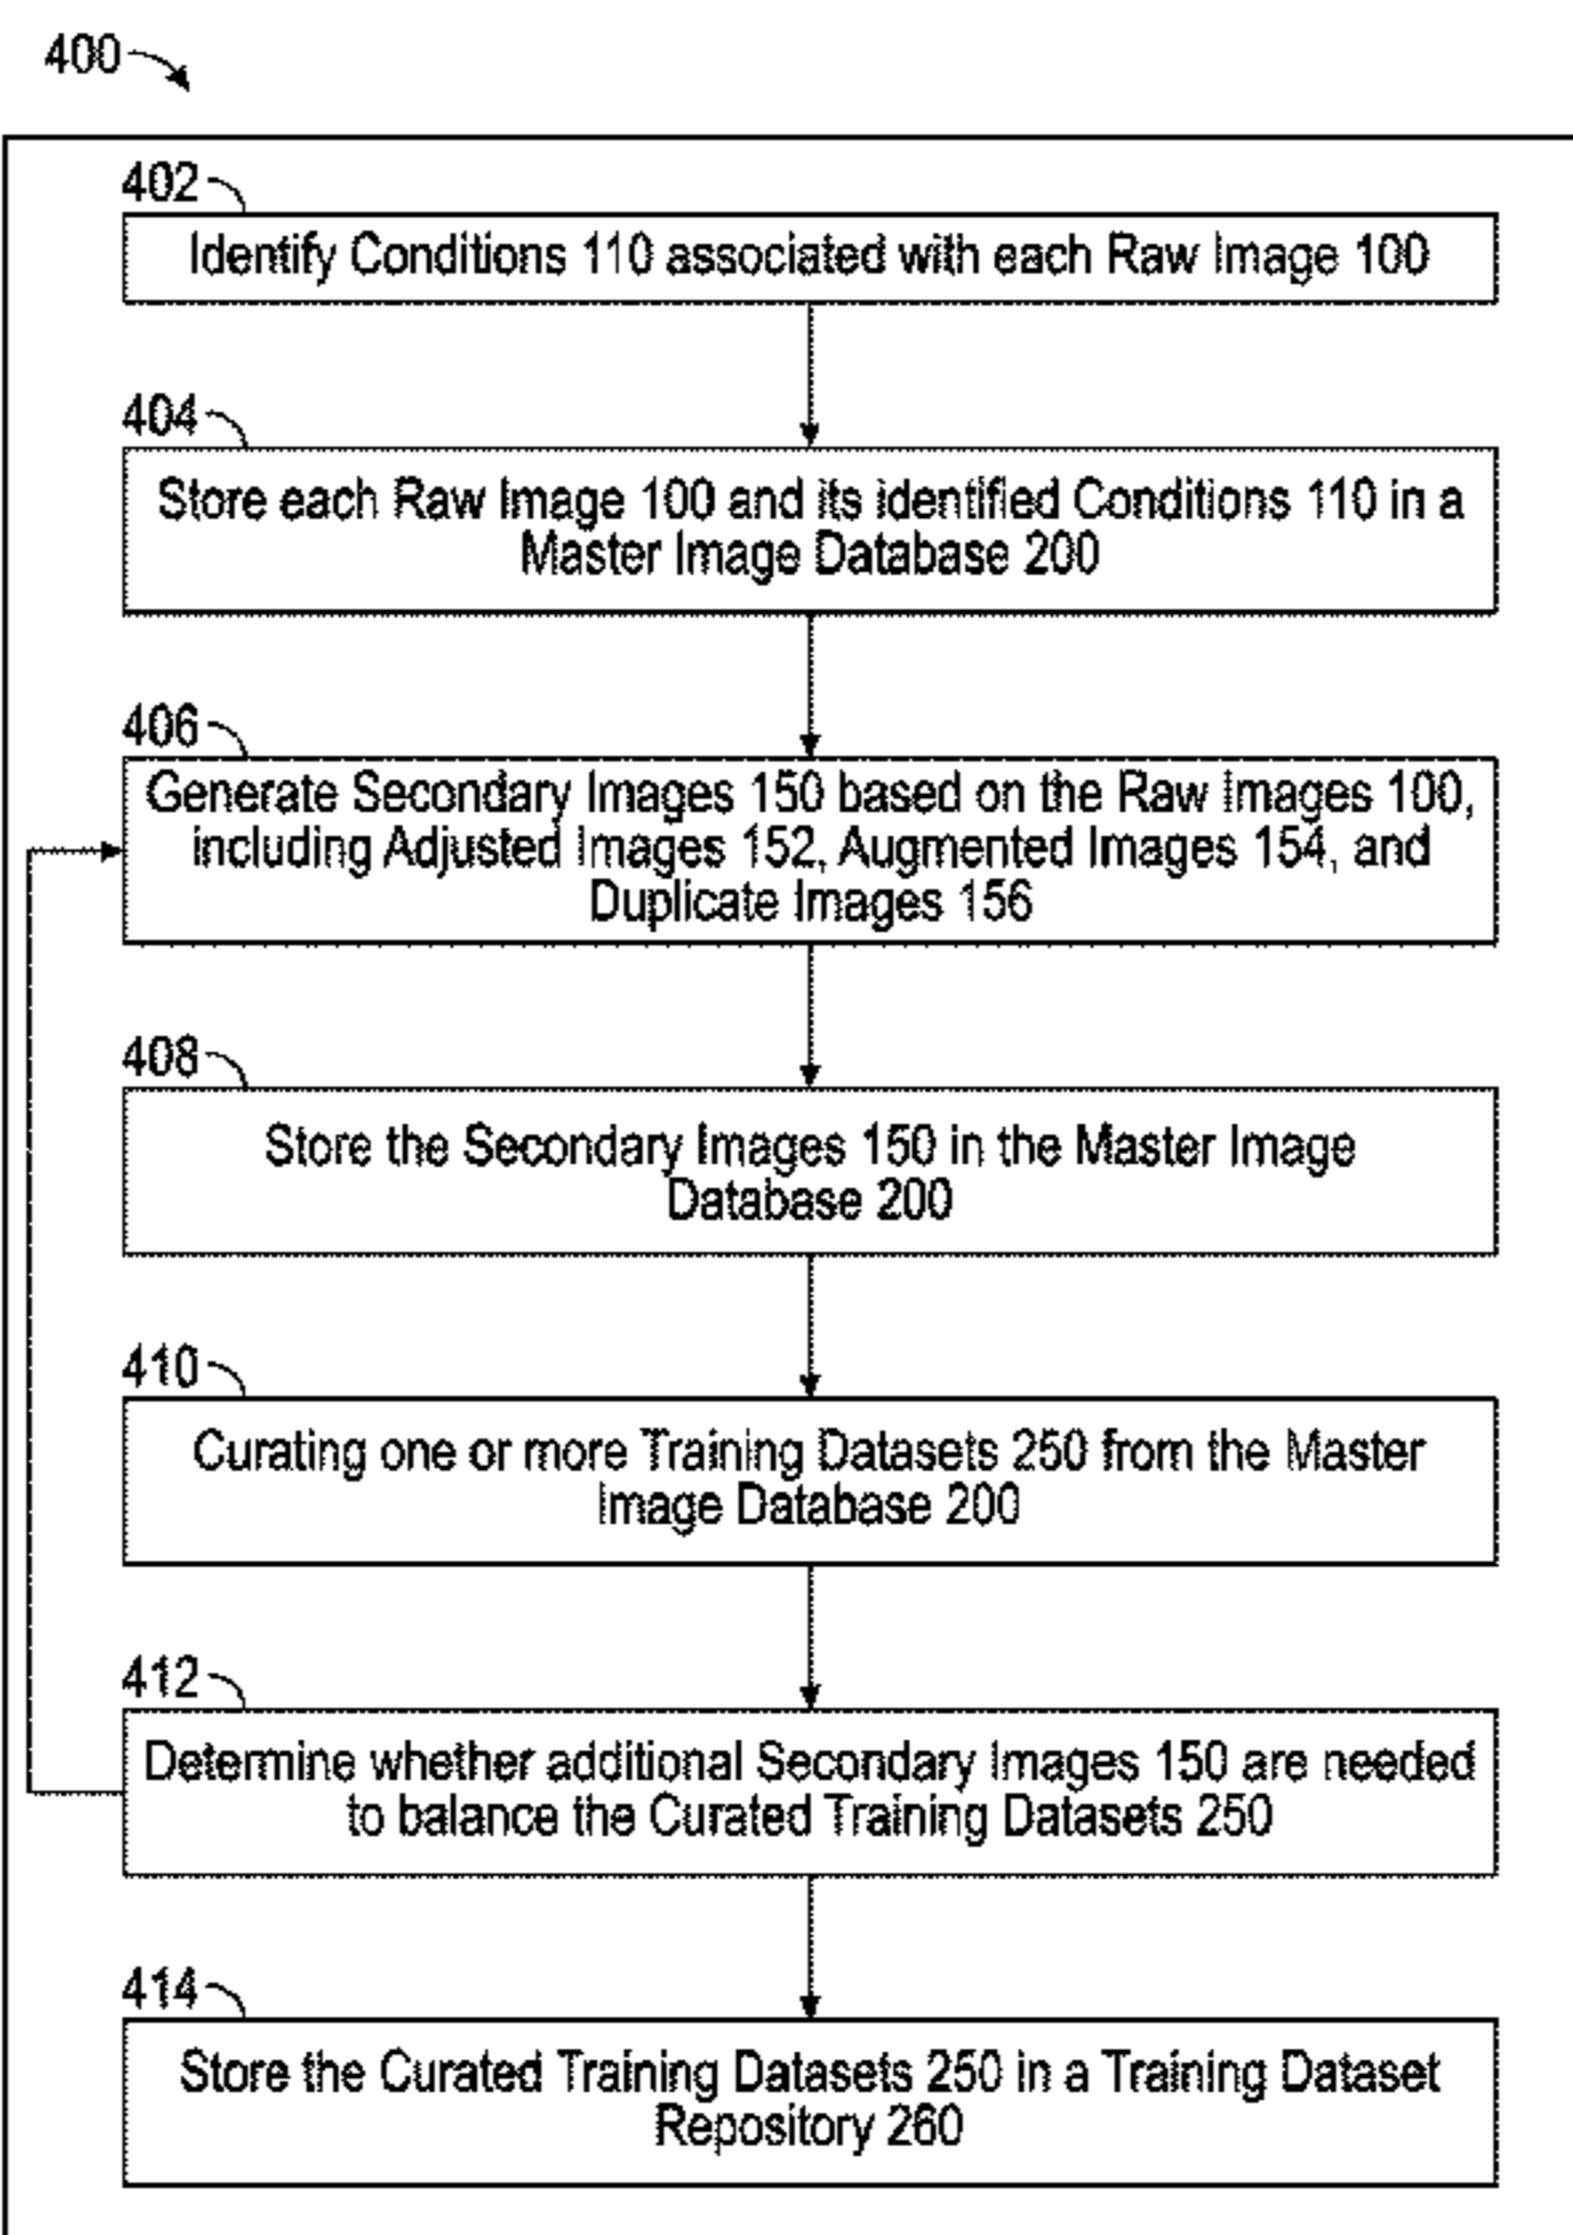 400
402
Identify Conditions 110 associated with each Raw Image 100
404
Store each Raw Image 100 and its identified Conditions 110 in a
Master Image Database 200
406
Generate Secondary Images 150 based on the Raw Images 100,
including Adjusted Images 152, Augmented Images 154, and
Duplicate Images 156
408
Store the Secondary Images 150 in the Master Image
Database 200
410
Curating one or more Training Datasets 250 from the Master
Image Database 200
412
Determine whether additional Secondary Images 150 are needed
to balance the Curated Training Datasets 250
414
Store the Curated Training Datasets 250 in a Training Dataset
Repository 260